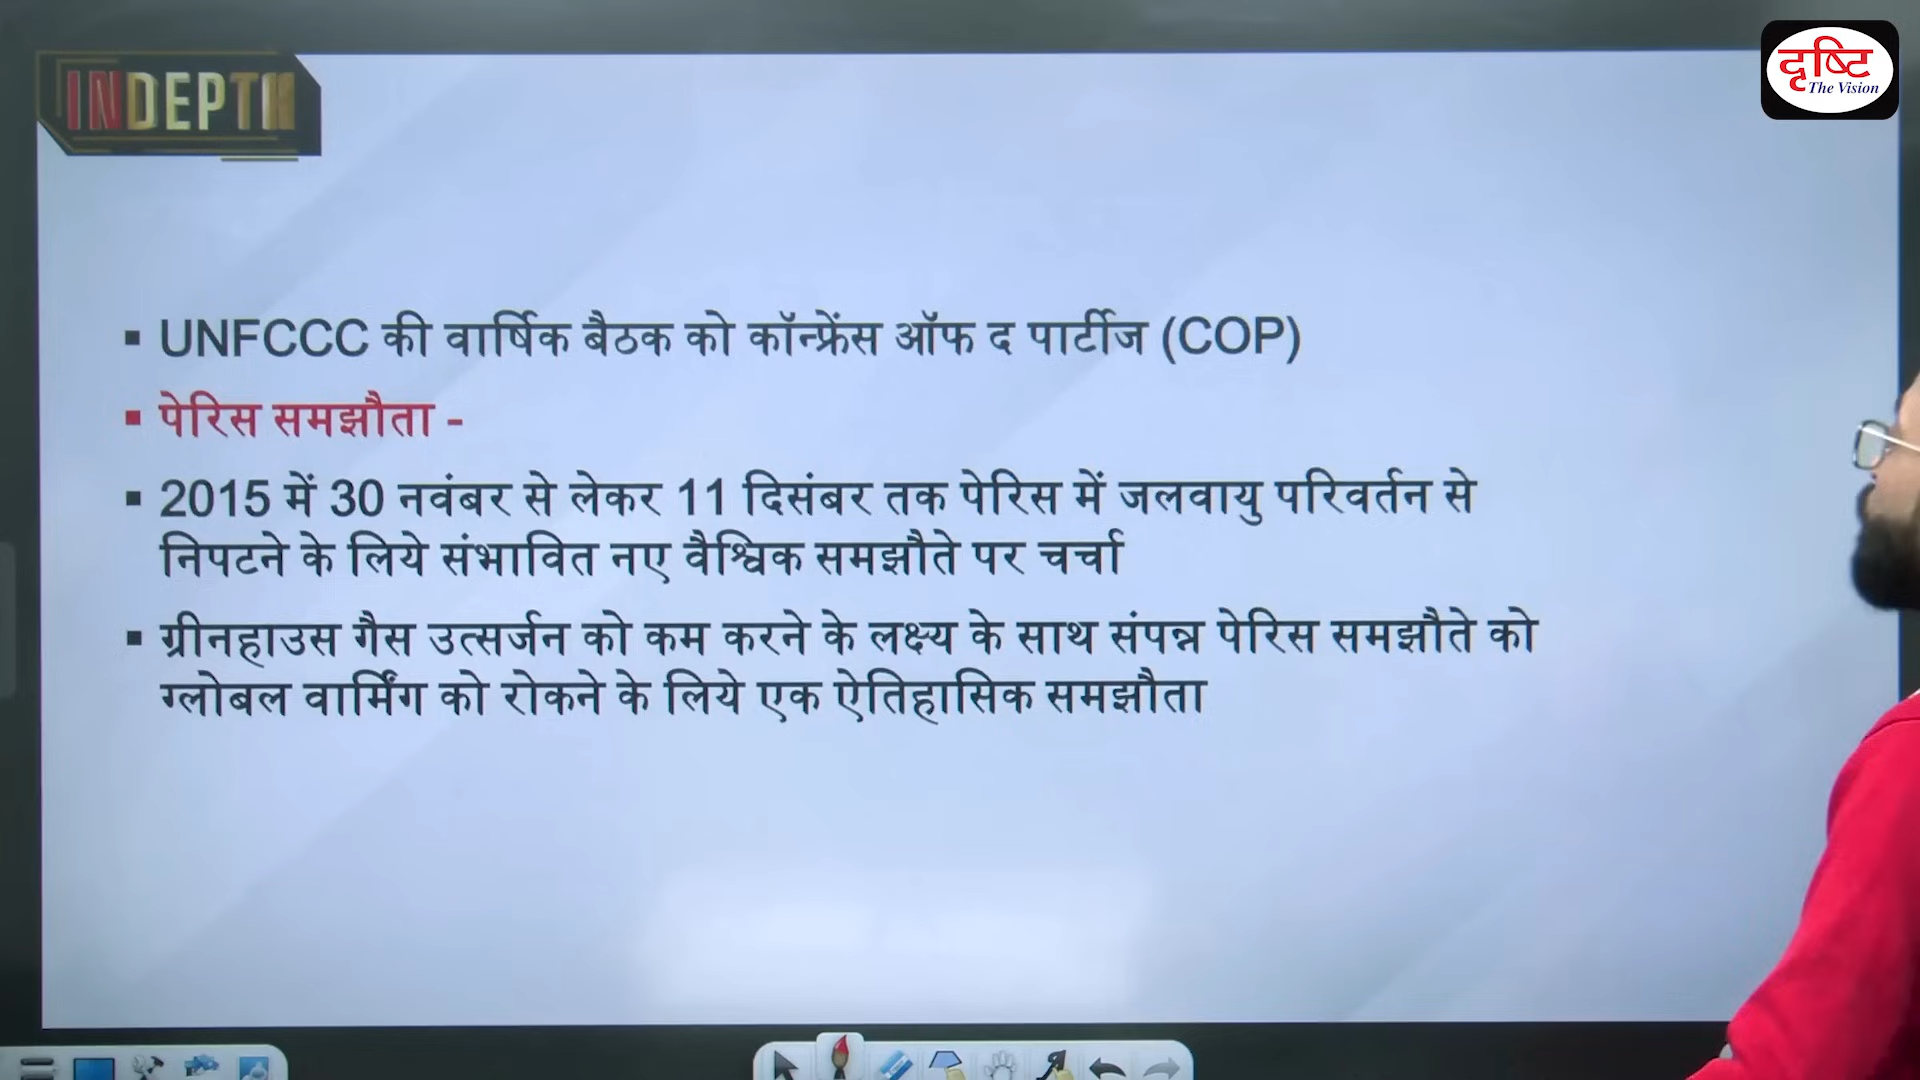 INDEPTH
दृष्टि
The Vision
▪ UNFCCC की वार्षिक बैठक को कॉन्फ्रेंस ऑफ द पार्टीज (COP)
▪ पेरिस समझौता -
▪ 2015 में 30 नवंबर से लेकर 11 दिसंबर तक पेरिस में जलवायु परिवर्तन से
निपटने के लिये संभावित नए वैश्विक समझौते पर चर्चा
▪ ग्रीनहाउस गैस उत्सर्जन को कम करने के लक्ष्य के साथ संपन्न पेरिस समझौते को
ग्लोबल वार्मिंग को रोकने के लिये एक ऐतिहासिक समझौता